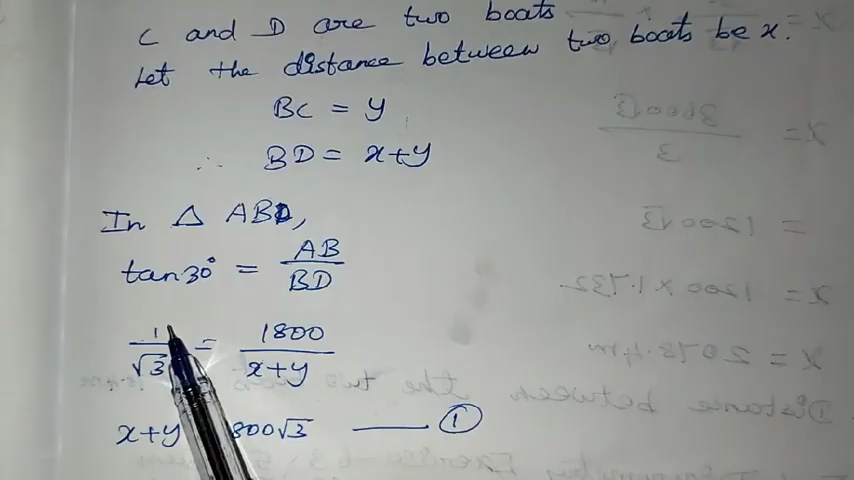 C and D are two boats
Let the distance between two boats be x.
BC = y
∴ BD = x+y
In Δ ABD,
tan30° = AB/BD
1/√3 = 1800/(x+y)
x+y 800√3 —— ①